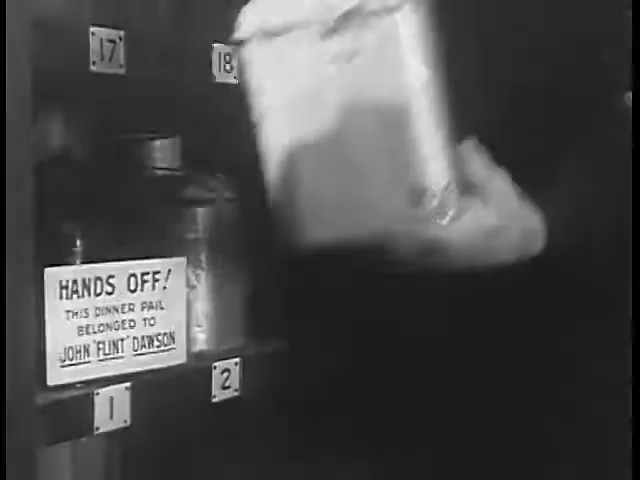 17
18
HANDS OFF!
THIS DINNER PAIL
BELONGED TO
JOHN "FLINT" DAWSON
1
2